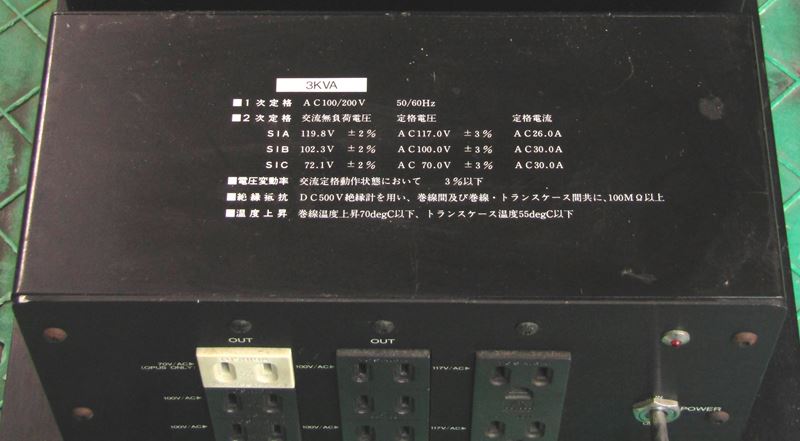 3KVA
■1次定格 AC100/200V 50/60Hz
■2次定格 交流無負荷電圧 定格電圧 定格電流
SIA 119.8V ±2% AC117.0V ±3% AC26.0A
SIB 102.3V ±2% AC100.0V ±3% AC30.0A
SIC 72.1V ±2% AC 70.0V ±3% AC30.0A
■電圧変動率 交流定格動作状態において 3%以下
■絶縁抵抗 DC500V絶縁計を用い、巻線間及び巻線・トランスケース間共に、100MΩ以上
■温度上昇 巻線温度上昇70degC以下、トランスケース温度55degC以下
OUT OUT
70V/AC▶ 100V/AC▶ 117V/AC▶
(OPUS ONLY)
100V/AC▶ POWER
100V/AC▶ 100V/AC▶ 117V/AC▶